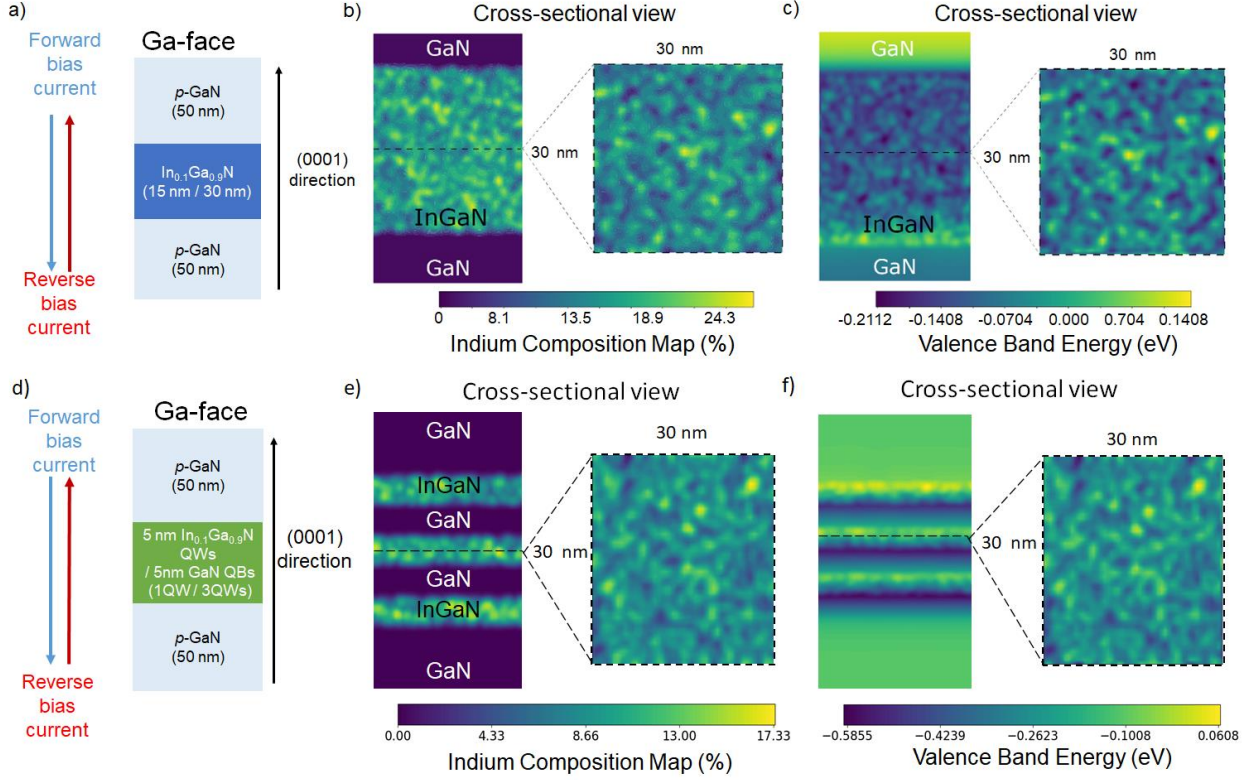 a)
Forward
bias
current
Ga-face
p-GaN
(50 nm)
In0.1Ga0.9N
(15 nm / 30 nm)
p-GaN
(50 nm)
(0001)
direction
Reverse
bias
current
b)
Cross-sectional view
GaN
InGaN
GaN
30 nm
30 nm
0 8.1 13.5 18.9 24.3
Indium Composition Map (%)
c)
Cross-sectional view
GaN
InGaN
GaN
30 nm
30 nm
-0.2112 -0.1408 -0.0704 0.000 0.704 0.1408
Valence Band Energy (eV)
d)
Forward
bias
current
Ga-face
p-GaN
(50 nm)
5 nm In0.1Ga0.9N
QWs
/ 5nm GaN QBs
(1QW / 3QWs)
p-GaN
(50 nm)
(0001)
direction
Reverse
bias
current
e)
Cross-sectional view
GaN
InGaN
GaN
InGaN
GaN
InGaN
GaN
30 nm
30 nm
0.00 4.33 8.66 13.00 17.33
Indium Composition Map (%)
f)
Cross-sectional view
30 nm
30 nm
−0.5855 −0.4239 −0.2623 −0.1008 0.0608
Valence Band Energy (eV)